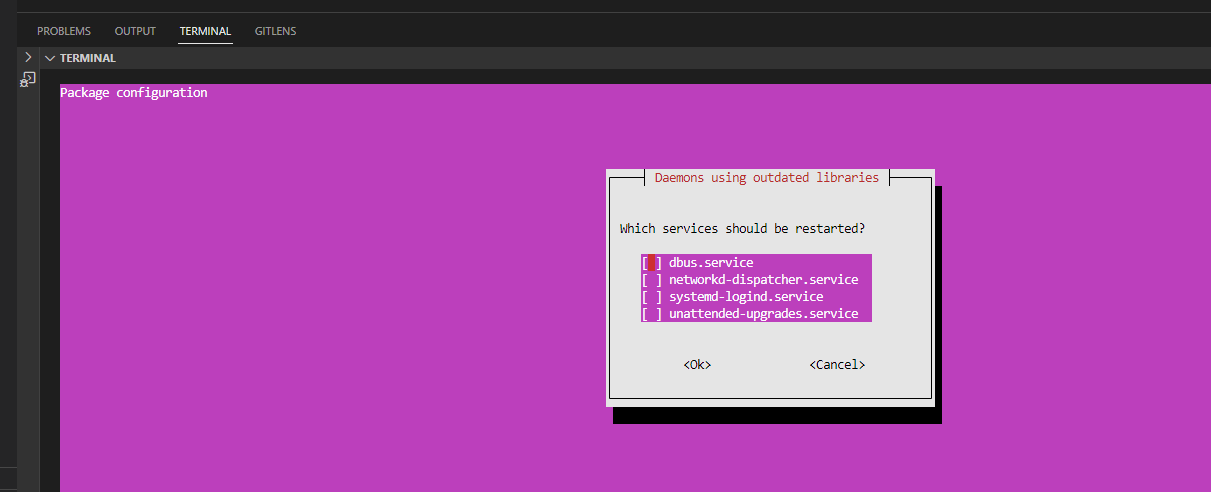 PROBLEMS OUTPUT TERMINAL GITLENS
TERMINAL
Package configuration
Daemons using outdated libraries
Which services should be restarted?
[ ] dbus.service
[ ] networkd-dispatcher.service
[ ] systemd-logind.service
[ ] unattended-upgrades.service
<Ok> <Cancel>